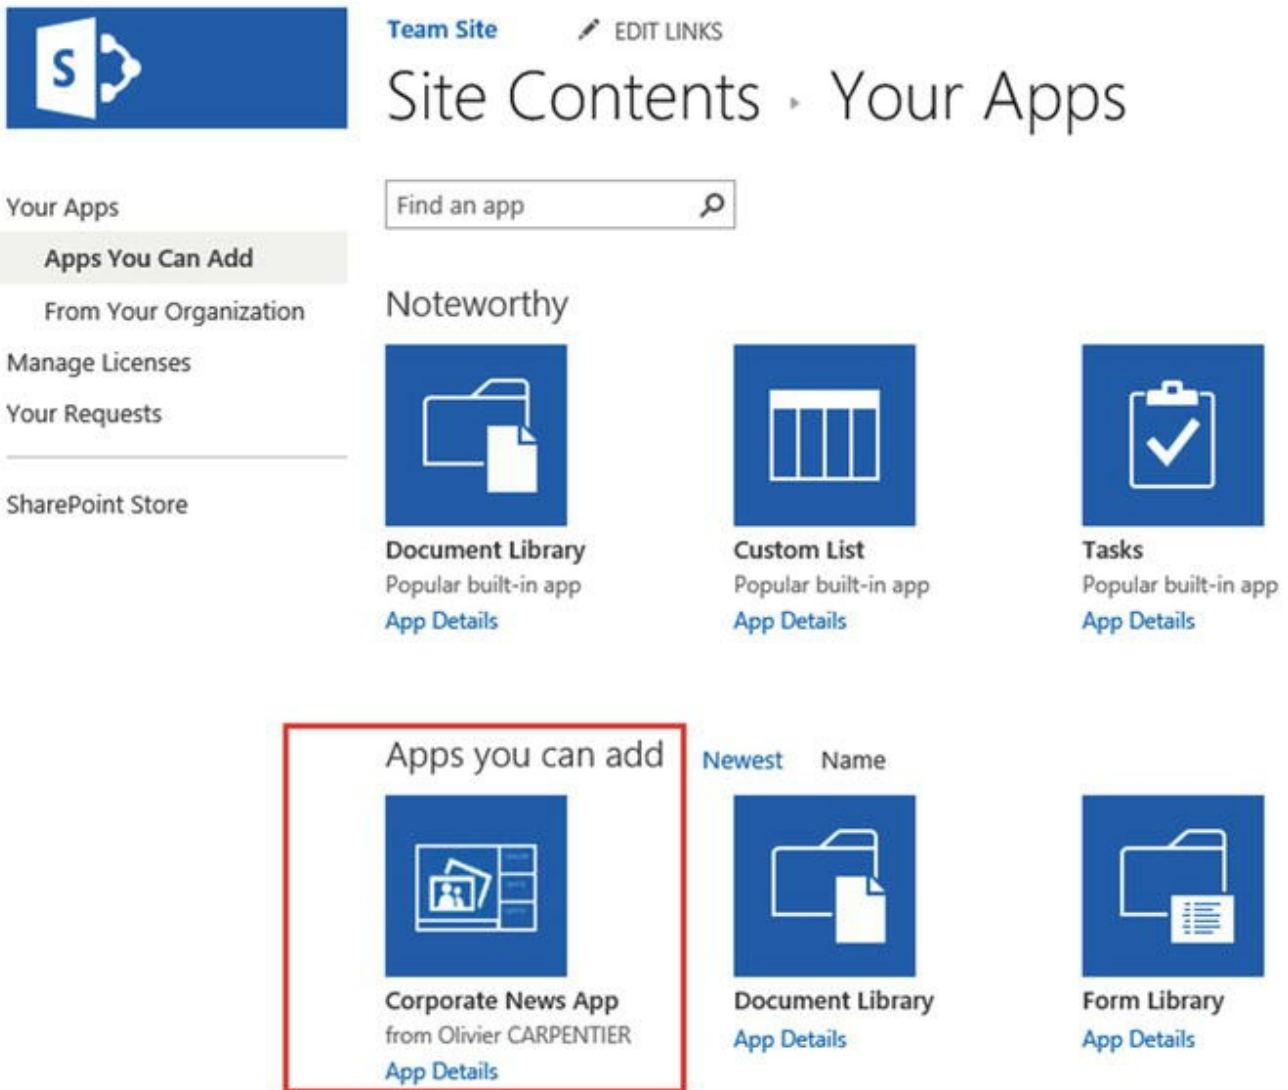 S
Team Site EDIT LINKS
Site Contents Your Apps
Your Apps
Apps You Can Add
From Your Organization
Manage Licenses
Your Requests
SharePoint Store
Find an app
Noteworthy
Document Library Custom List Tasks
Popular built-in app Popular built-in app Popular built-in app
App Details App Details App Details
Apps you can add Newest Name
Corporate News App Document Library Form Library
from Olivier CARPENTIER
App Details App Details App Details